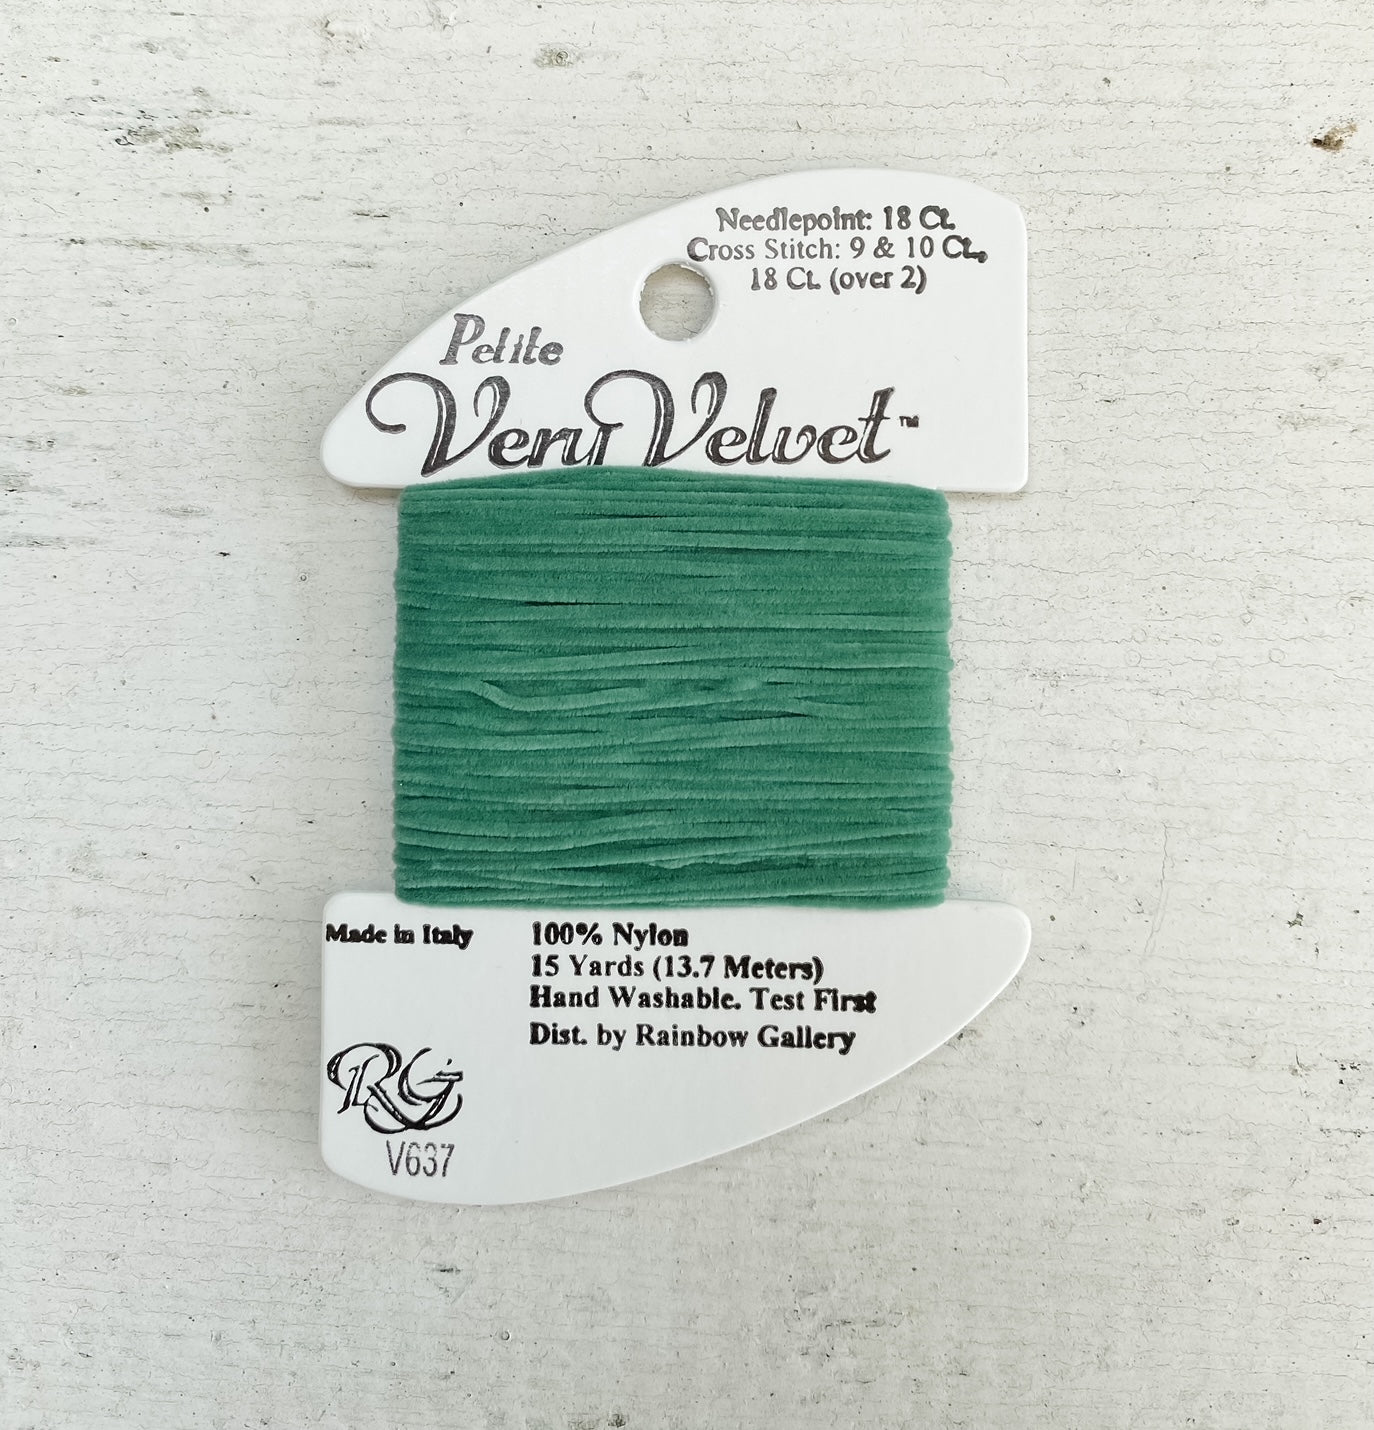 Needlepoint: 18 Ct.
Cross Stitch: 9 & 10 Ct.,
18 Ct. (over 2)
Petite
Very Velvet™
Made in Italy
100% Nylon
15 Yards (13.7 Meters)
Hand Washable. Test First
Dist. by Rainbow Gallery
RG
V637